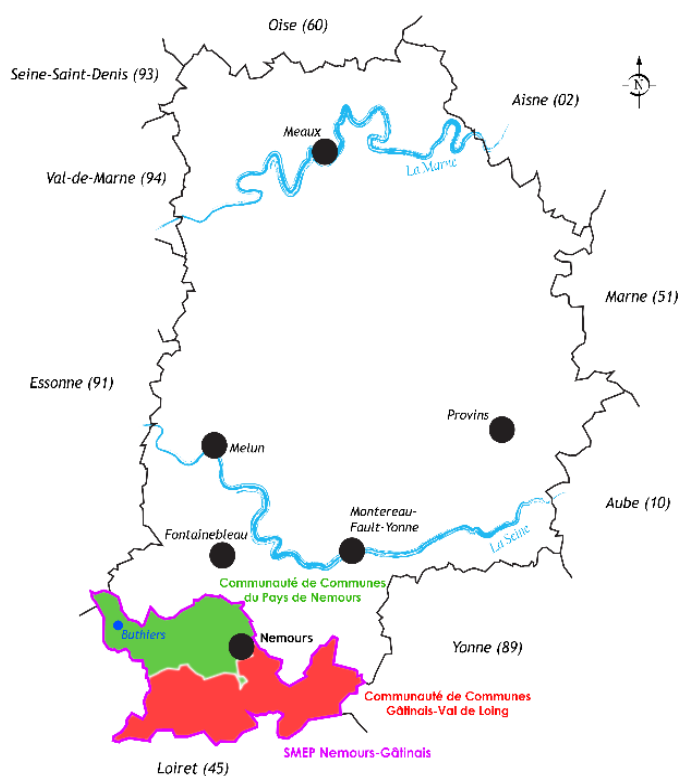 Oise (60)
Seine-Saint-Denis (93)
N
Aisne (02)
Meaux
La Marne
Val-de-Marne (94)
Marne (51)
Essonne (91)
Provins
Melun
Montereau-
Fault-Yonne
Aube (10)
La Seine
Fontainebleau
Communauté de Communes
du Pays de Nemours
Buthiers
Nemours
Yonne (89)
Communauté de Communes
Gâtinais-Val de Loing
SMEP Nemours-Gâtinais
Loiret (45)